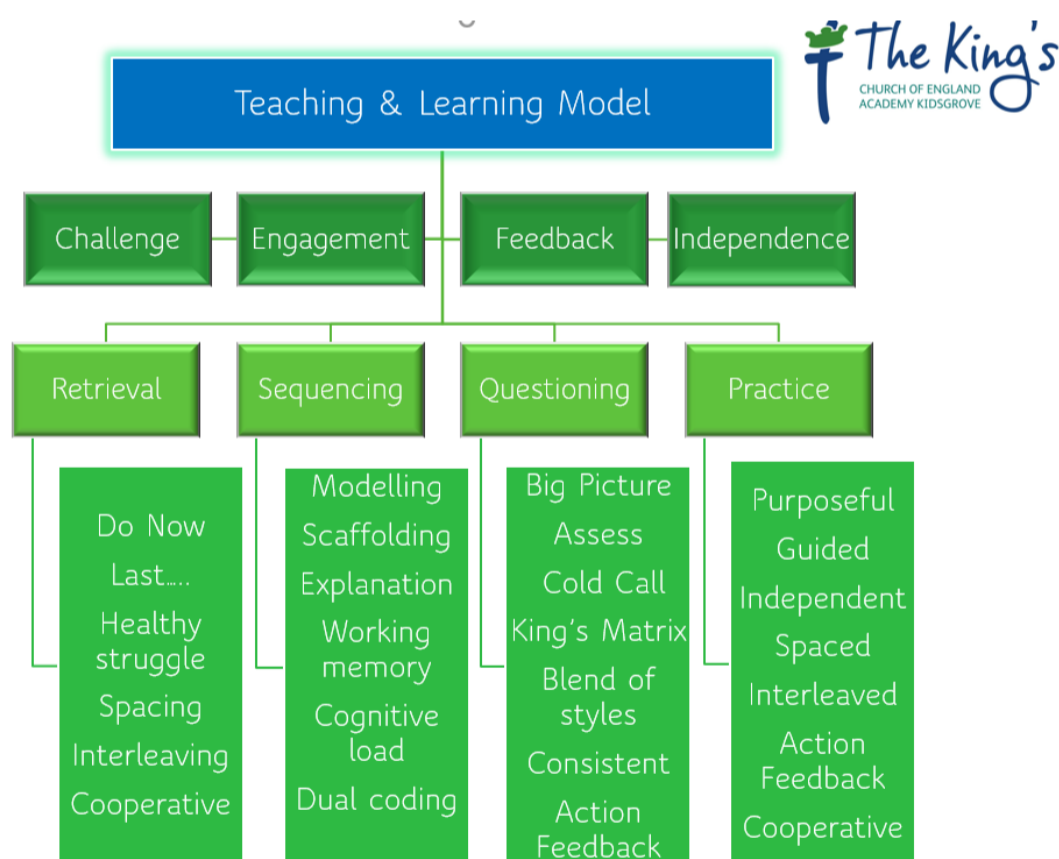 The King's
CHURCH OF ENGLAND
ACADEMY KIDSGROVE
Teaching & Learning Model
Challenge
Engagement
Feedback
Independence
Retrieval
Sequencing
Questioning
Practice
Do Now
Last.....
Healthy
struggle
Spacing
Interleaving
Cooperative
Modelling
Scaffolding
Explanation
Working
memory
Cognitive
load
Dual coding
Big Picture
Assess
Cold Call
King's Matrix
Blend of
styles
Consistent
Action
Feedback
Purposeful
Guided
Independent
Spaced
Interleaved
Action
Feedback
Cooperative